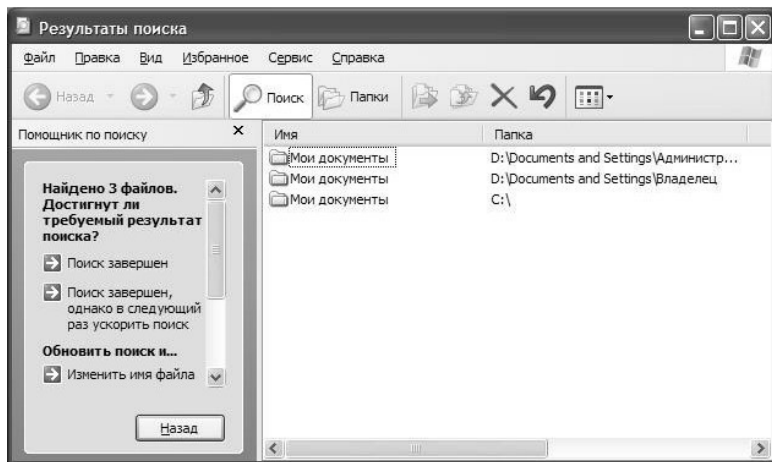 Результаты поиска
Файл Правка Вид Избранное Сервис Справка
Назад Поиск Папки
Помощник по поиску
Имя Папка
Мои документы D:\Documents and Settings\Администр...
Мои документы D:\Documents and Settings\Владелец
Мои документы C:\
Найдено 3 файлов.
Достигнут ли
требуемый результат
поиска?
Поиск завершен
Поиск завершен,
однако в следующий
раз ускорить поиск
Обновить поиск и...
Изменить имя файла
Назад